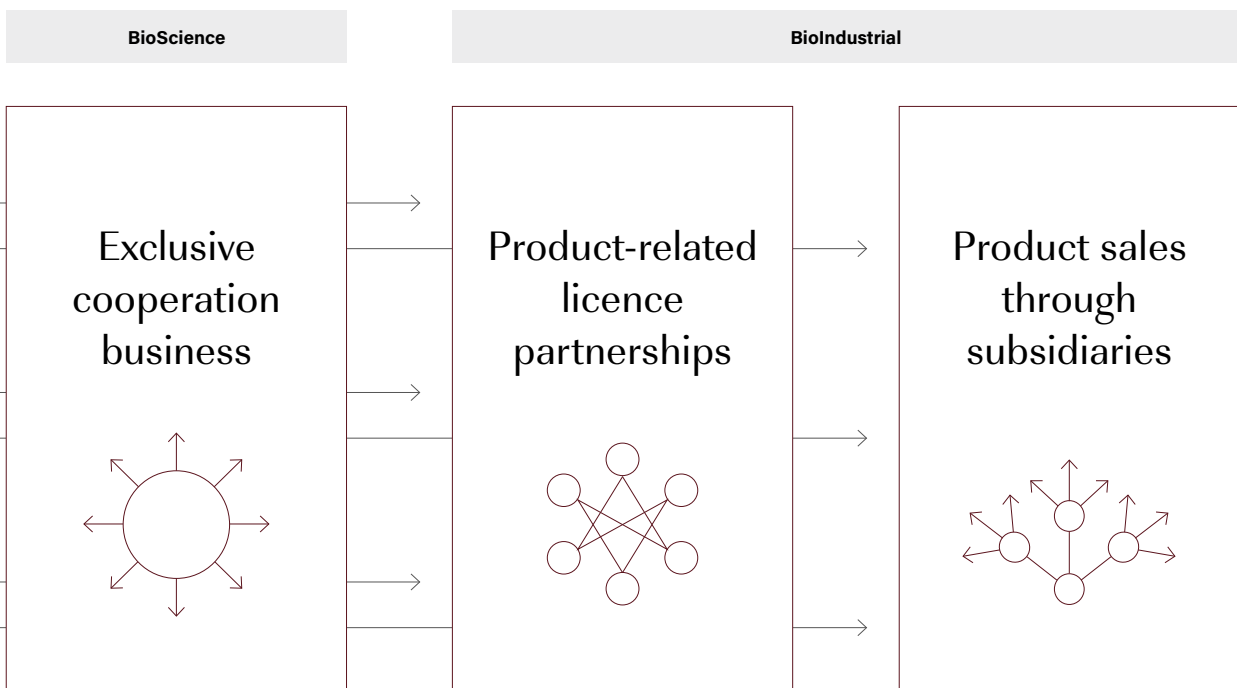 BioScience
BioIndustrial
Exclusive
cooperation
business
Product-related
licence
partnerships
Product sales
through
subsidiaries